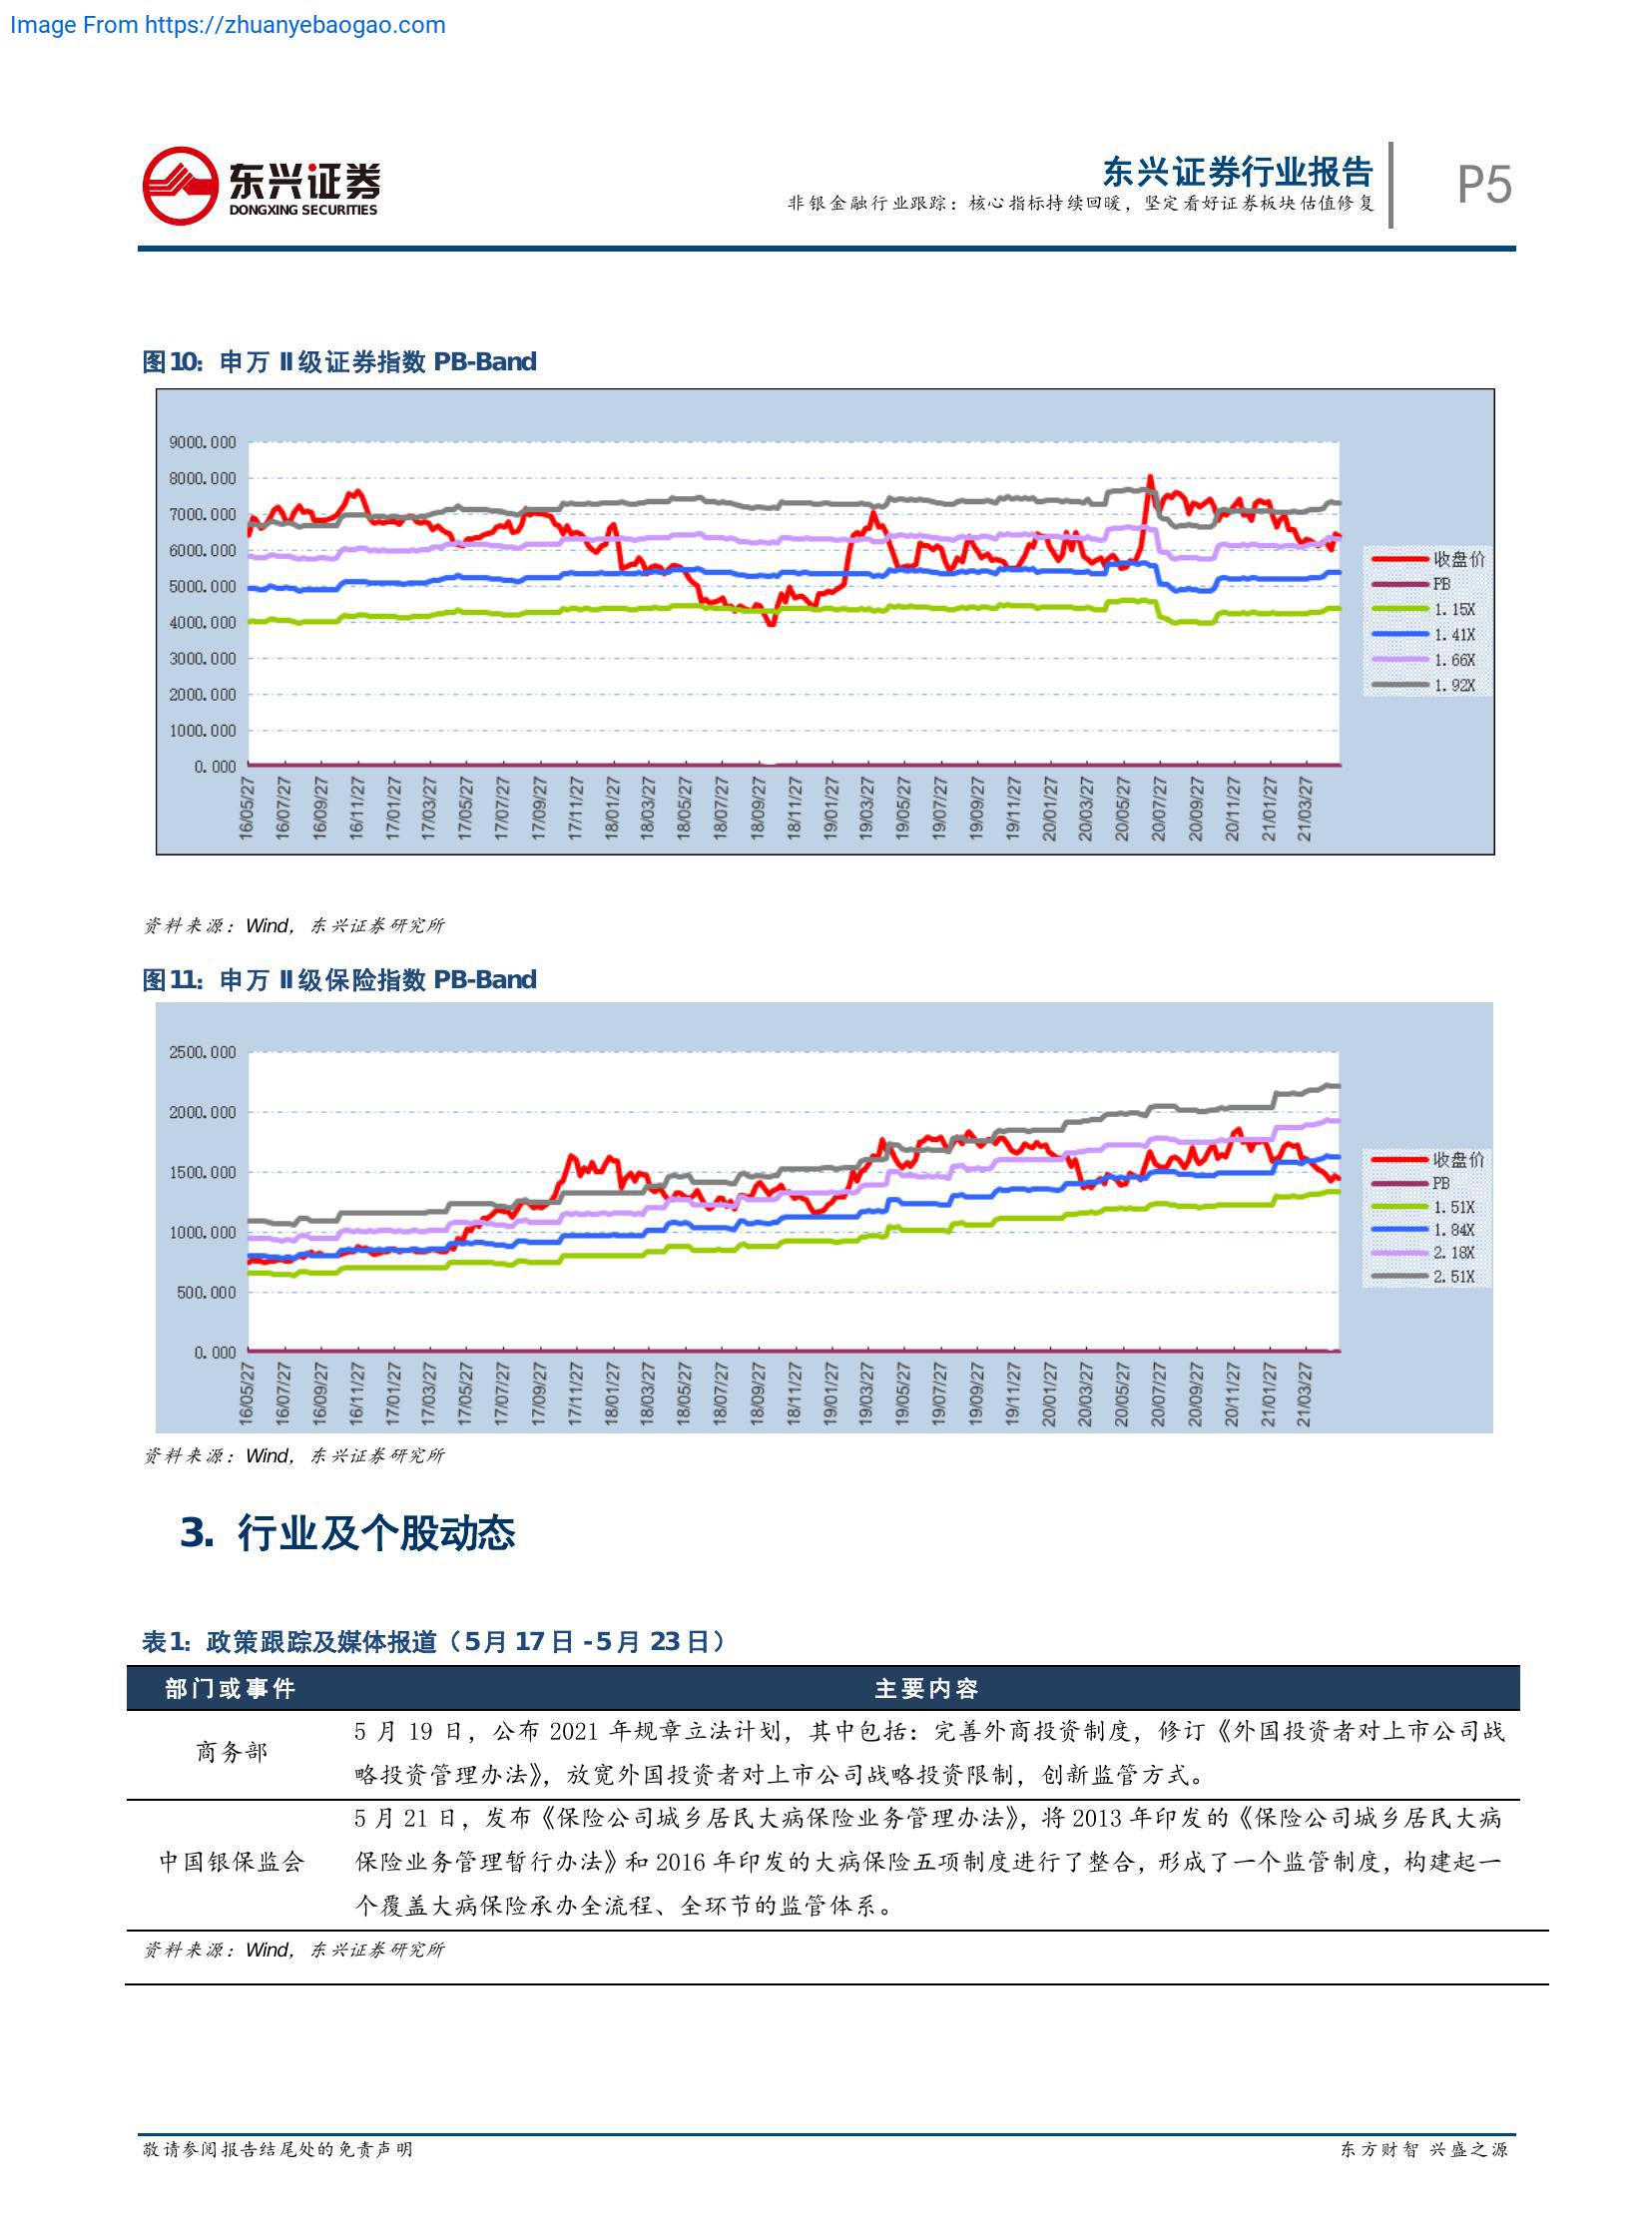 Image From https://zhuanyebaogao.com
东兴证券
DONGXING SECURITIES
东兴证券行业报告
非银金融行业跟踪：核心指标持续回暖，坚定看好证券板块估值修复
P5
图10：申万 II 级证券指数 PB-Band
9000.000
8000.000
7000.000
6000.000
5000.000
4000.000
3000.000
2000.000
1000.000
0.000
16/05/27
16/07/27
16/09/27
16/11/27
17/01/27
17/03/27
17/05/27
17/07/27
17/09/27
17/11/27
18/01/27
18/03/27
18/05/27
18/07/27
18/09/27
18/11/27
19/01/27
19/03/27
19/05/27
19/07/27
19/09/27
19/11/27
20/01/27
20/03/27
20/05/27
20/07/27
20/09/27
20/11/27
21/01/27
21/03/27
收盘价
PB
1.15X
1.41X
1.66X
1.92X
资料来源：Wind，东兴证券研究所
图11：申万 II 级保险指数 PB-Band
2500.000
2000.000
1500.000
1000.000
500.000
0.000
16/05/27
16/07/27
16/09/27
16/11/27
17/01/27
17/03/27
17/05/27
17/07/27
17/09/27
17/11/27
18/01/27
18/03/27
18/05/27
18/07/27
18/09/27
18/11/27
19/01/27
19/03/27
19/05/27
19/07/27
19/09/27
19/11/27
20/01/27
20/03/27
20/05/27
20/07/27
20/09/27
20/11/27
21/01/27
21/03/27
收盘价
PB
1.51X
1.84X
2.18X
2.51X
资料来源：Wind，东兴证券研究所
3. 行业及个股动态
表1：政策跟踪及媒体报道（5月 17日 -5月 23日）
部门或事件 主要内容
商务部
5 月 19 日，公布 2021 年规章立法计划，其中包括：完善外商投资制度，修订《外国投资者对上市公司战
略投资管理办法》，放宽外国投资者对上市公司战略投资限制，创新监管方式。
中国银保监会
5 月 21 日，发布《保险公司城乡居民大病保险业务管理办法》，将 2013 年印发的《保险公司城乡居民大病
保险业务管理暂行办法》和 2016 年印发的大病保险五项制度进行了整合，形成了一个监管制度，构建起一
个覆盖大病保险承办全流程、全环节的监管体系。
资料来源：Wind，东兴证券研究所
敬请参阅报告结尾处的免责声明
东方财智 兴盛之源